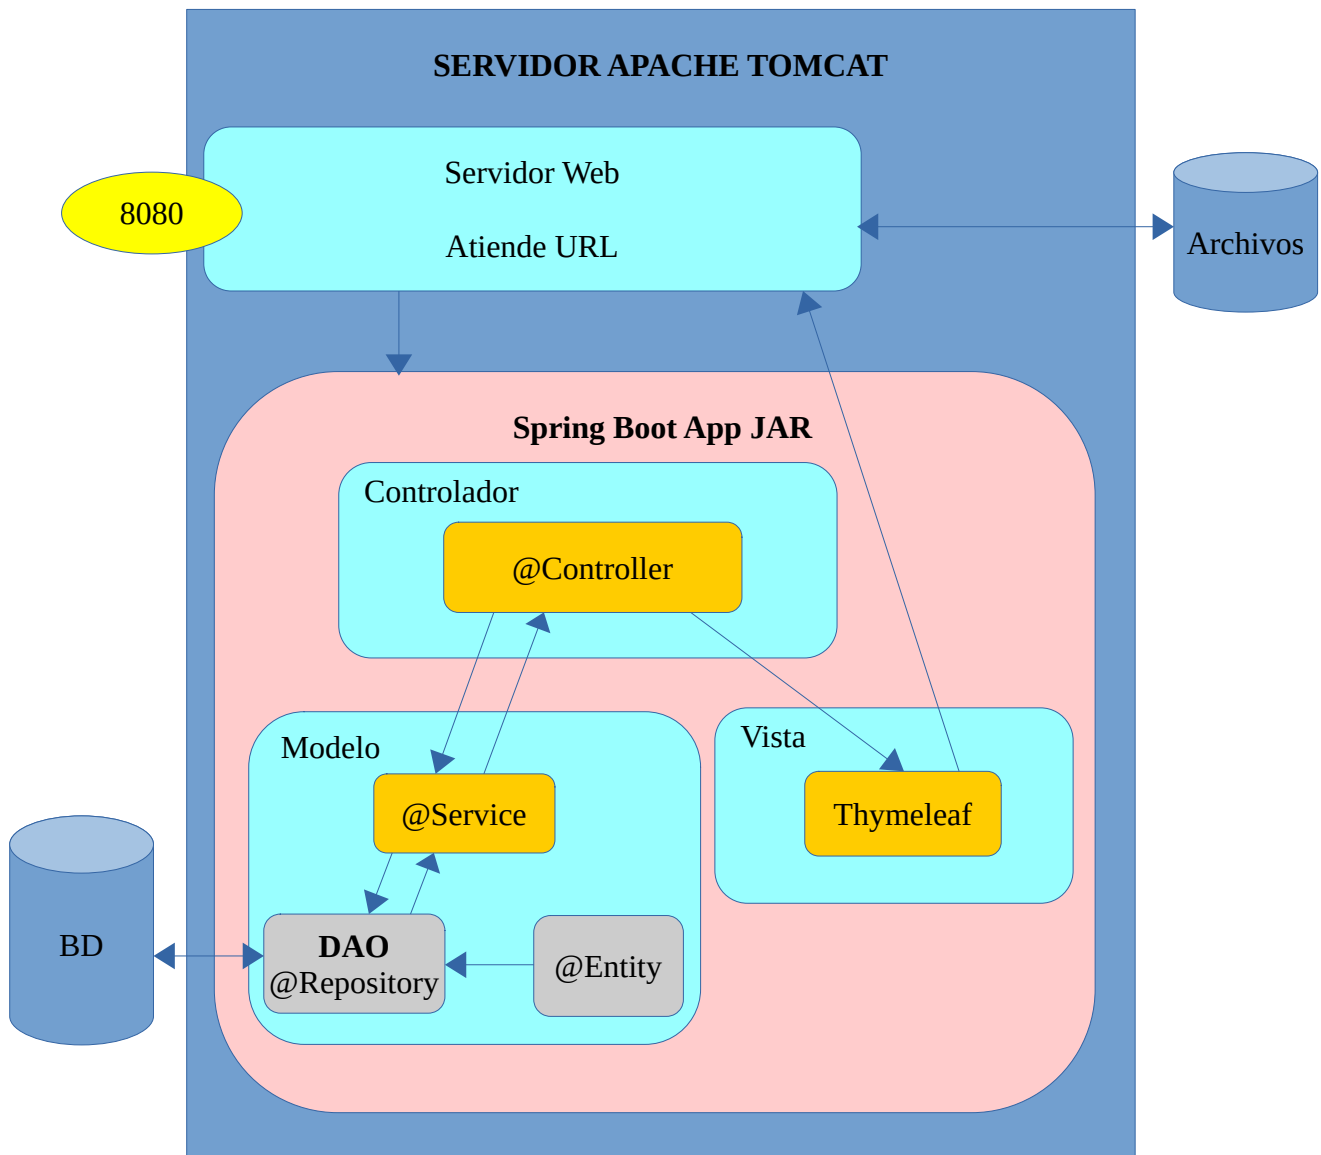 SERVIDOR APACHE TOMCAT
Servidor Web
8080
Atiende URL
Archivos
Spring Boot App JAR
Controlador
@Controller
Modelo
Vista
@Service
Thymeleaf
BD
DAO
@Repository
@Entity